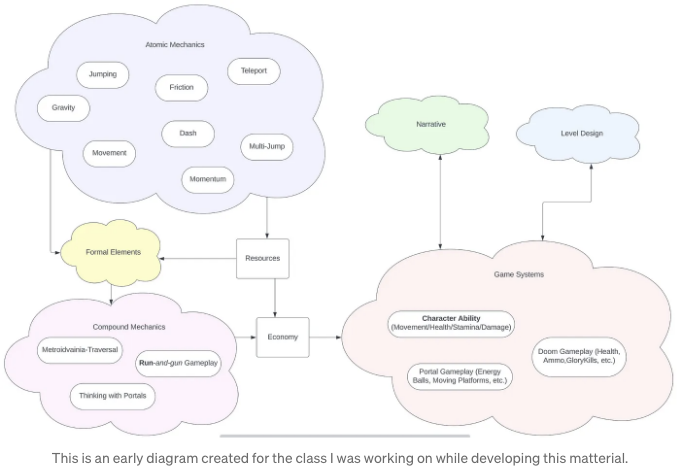 Atomic Mechanics
Jumping
Teleport
Friction
Gravity
Dash
Movement
Multi-Jump
Momentum
Narrative
Level Design
Formal Elements
Resources
Game Systems
Compound Mechanics
Economy
Character Ability
(Movement/Health/Stamina/Damage)
Metroidvainia-Traversal
Run-and-gun Gameplay
Doom Gameplay (Health,
Ammo,GloryKills, etc.)
Portal Gameplay (Energy
Balls, Moving Platforms, etc.)
Thinking with Portals
This is an early diagram created for the class I was working on while developing this matterial.